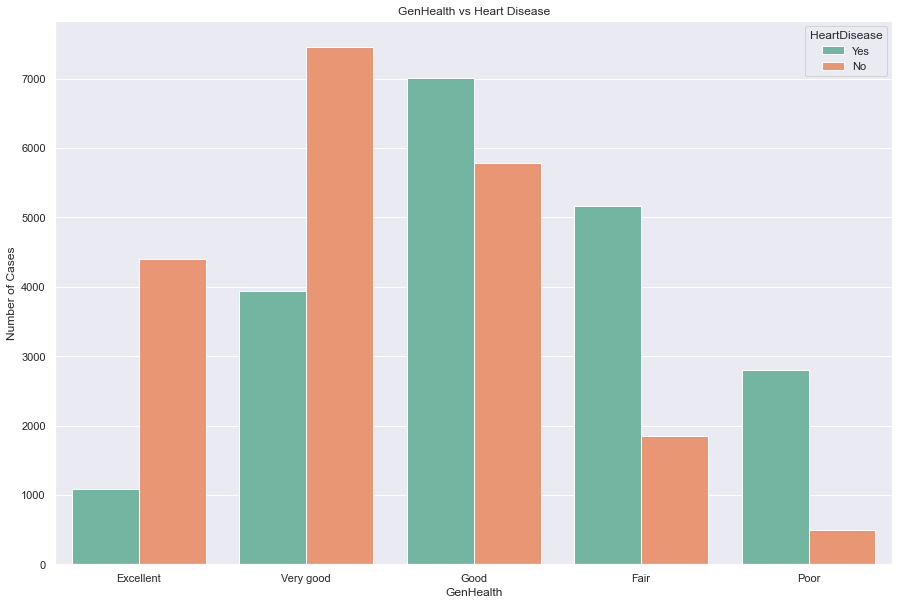 GenHealth vs Heart Disease
HeartDisease
Yes
No
Number of Cases
7000
6000
5000
4000
3000
2000
1000
0
Excellent
Very good
Good
Fair
Poor
GenHealth